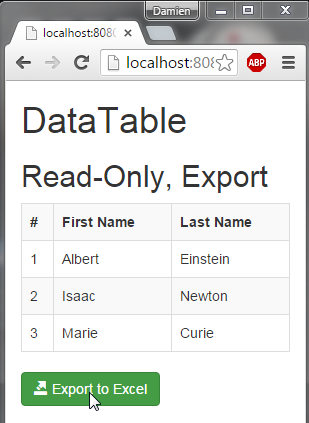 Damien
localhost:8080
localhost:808
ABP
DataTable
Read-Only, Export
# First Name Last Name
1 Albert Einstein
2 Isaac Newton
3 Marie Curie
Export to Excel